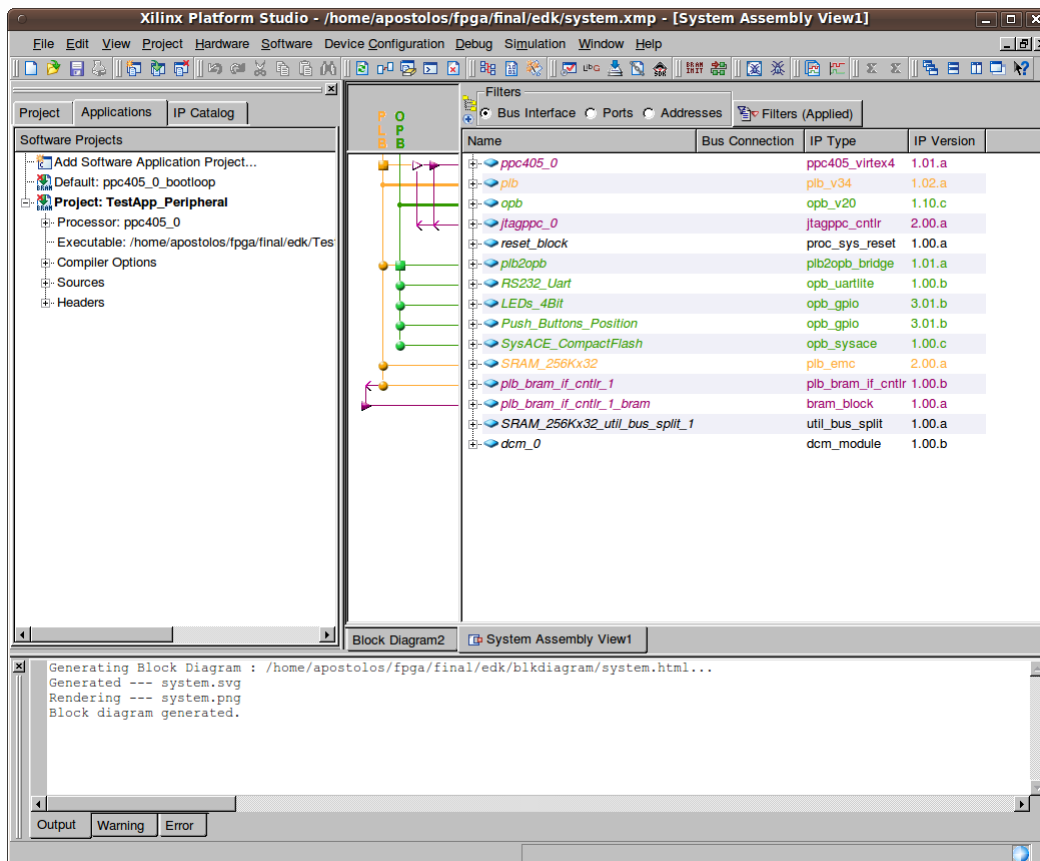 Xilinx Platform Studio - /home/apostolos/fpga/final/edk/system.xmp - [System Assembly View1]
File Edit View Project Hardware Software Device Configuration Debug Simulation Window Help
Project Applications IP Catalog
Software Projects
Add Software Application Project...
Default: ppc405_0_bootloop
Project: TestApp_Peripheral
Processor: ppc405_0
Executable: /home/apostolos/fpga/final/edk/Tes
Compiler Options
Sources
Headers
PLB
OPB
Filters
Bus Interface Ports Addresses Filters (Applied)
Name Bus Connection IP Type IP Version
ppc405_0 ppc405_virtex4 1.01.a
plb plb_v34 1.02.a
opb opb_v20 1.10.c
jtagppc_0 jtagppc_cntlr 2.00.a
reset_block proc_sys_reset 1.00.a
plb2opb plb2opb_bridge 1.01.a
RS232_Uart opb_uartlite 1.00.b
LEDs_4Bit opb_gpio 3.01.b
Push_Buttons_Position opb_gpio 3.01.b
SysACE_CompactFlash opb_sysace 1.00.c
SRAM_256Kx32 plb_emc 2.00.a
plb_bram_if_cntlr_1 plb_bram_if_cntlr 1.00.b
plb_bram_if_cntlr_1_bram bram_block 1.00.a
SRAM_256Kx32_util_bus_split_1 util_bus_split 1.00.a
dcm_0 dcm_module 1.00.b
Block Diagram2 System Assembly View1
Generating Block Diagram : /home/apostolos/fpga/final/edk/blkdiagram/system.html...
Generated --- system.svg
Rendering --- system.png
Block diagram generated.
Output Warning Error